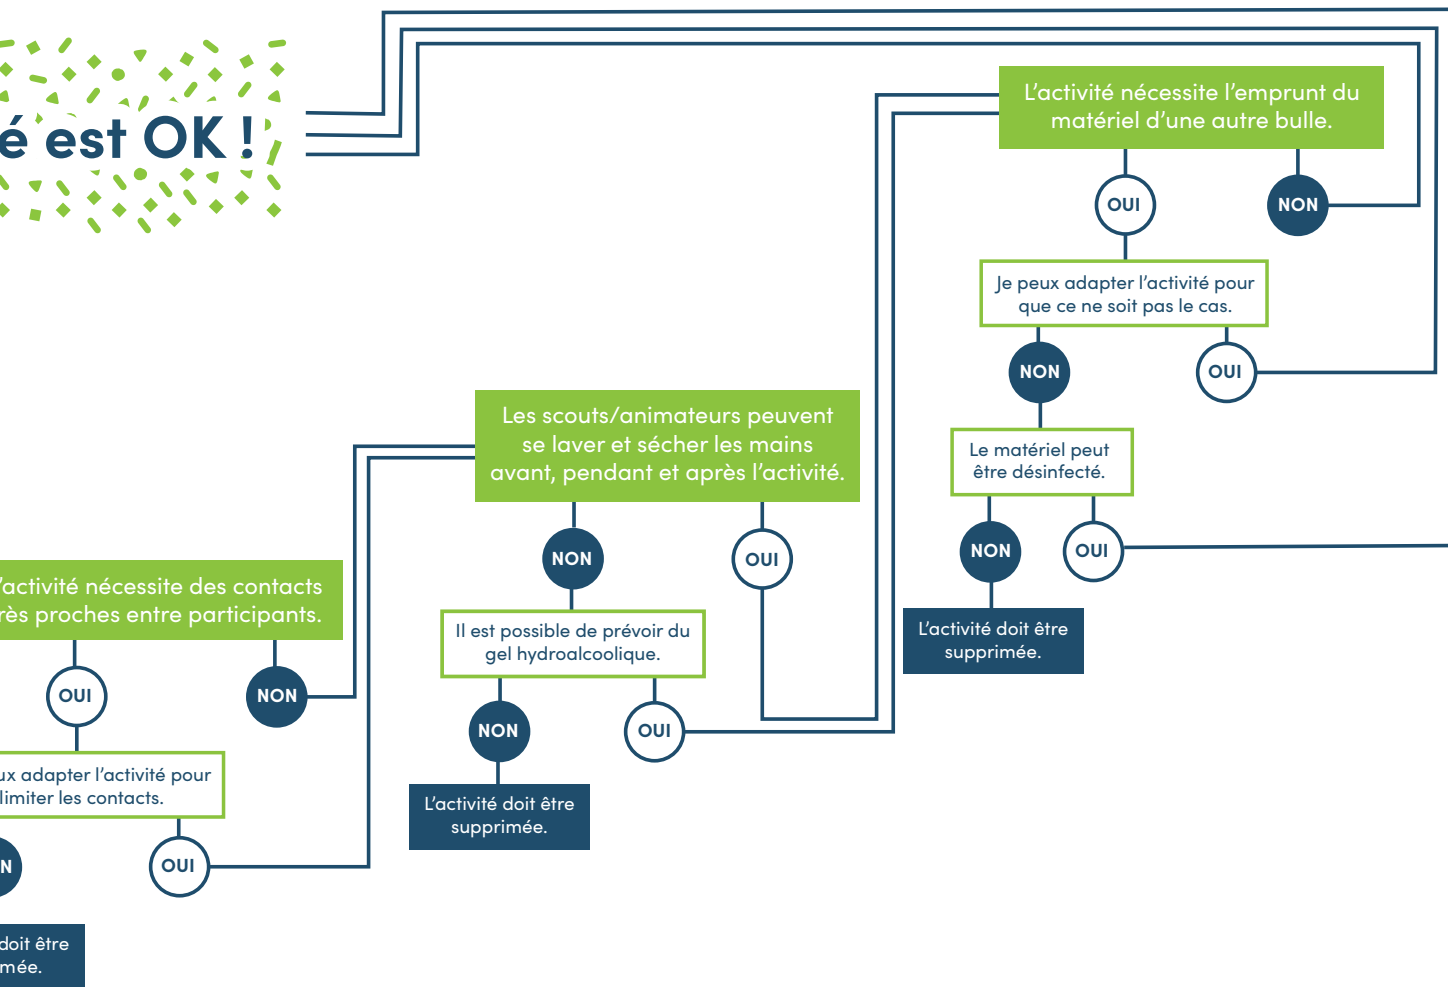 é est OK !
L'activité nécessite l'emprunt du
matériel d'une autre bulle.
OUI
NON
Je peux adapter l'activité pour
que ce ne soit pas le cas.
NON
OUI
Le matériel peut
être désinfecté.
NON
OUI
L'activité doit être
supprimée.
Les scouts/animateurs peuvent
se laver et sécher les mains
avant, pendant et après l'activité.
NON
OUI
Il est possible de prévoir du
gel hydroalcoolique.
NON
OUI
L'activité doit être
supprimée.
'activité nécessite des contacts
rès proches entre participants.
OUI
NON
ux adapter l'activité pour
limiter les contacts.
N
OUI
doit être
mée.